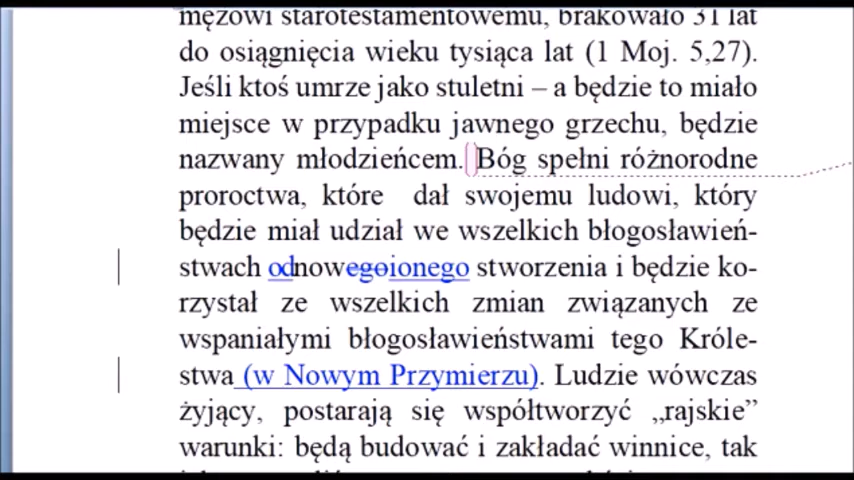 mężowi starotestamentowemu, brakowało 31 lat
do osiągnięcia wieku tysiąca lat (1 Moj. 5,27).
Jeśli ktoś umrze jako stuletni – a będzie to miało
miejsce w przypadku jawnego grzechu, będzie
nazwany młodzieńcem. Bóg spełni różnorodne
proroctwa, które dał swojemu ludowi, który
będzie miał udział we wszelkich błogosławień-
stwach odnowegoionego stworzenia i będzie ko-
rzystał ze wszelkich zmian związanych ze
wspaniałymi błogosławieństwami tego Króle-
stwa (w Nowym Przymierzu). Ludzie wówczas
żyjący, postarają się współtworzyć „rajskie”
warunki: będą budować i zakładać winnice, tak